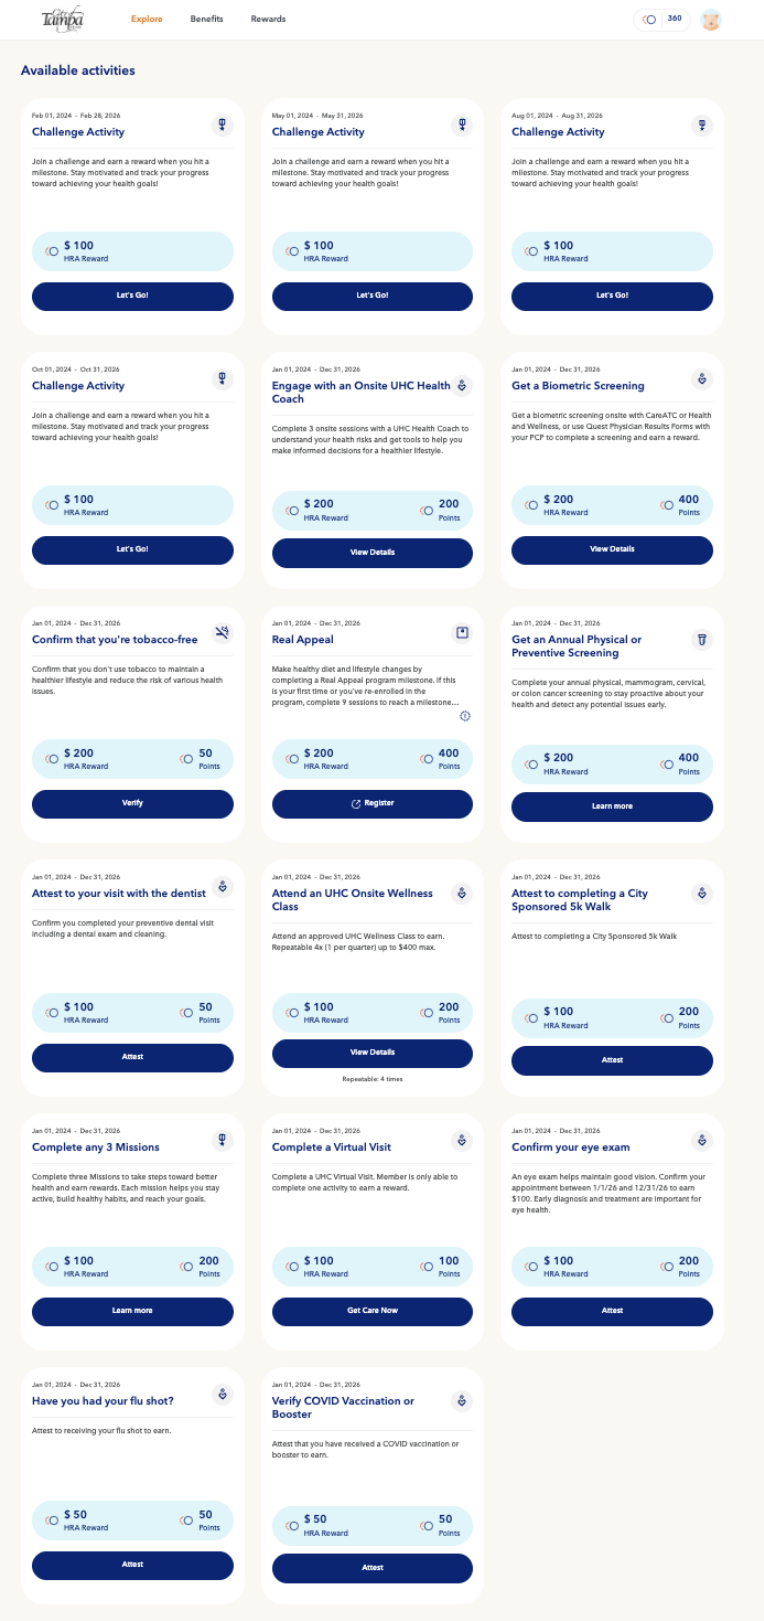 City of
Tampa
Explore
Benefits
Rewards
360
Available activities
Feb 01, 2024 - Feb 28, 2026
Challenge Activity
Join a challenge and earn a reward when you hit a
milestone. Stay motivated and track your progress
toward achieving your health goals!
$ 100
HRA Reward
Let's Go!
May 01, 2024 - May 31, 2026
Challenge Activity
Join a challenge and earn a reward when you hit a
milestone. Stay motivated and track your progress
toward achieving your health goals!
$ 100
HRA Reward
Let's Go!
Aug 01, 2024 - Aug 31, 2026
Challenge Activity
Join a challenge and earn a reward when you hit a
milestone. Stay motivated and track your progress
toward achieving your health goals!
$ 100
HRA Reward
Let's Go!
Oct 01, 2024 - Oct 31, 2026
Challenge Activity
Join a challenge and earn a reward when you hit a
milestone. Stay motivated and track your progress
toward achieving your health goals!
$ 100
HRA Reward
Let's Go!
Jan 01, 2024 - Dec 31, 2026
Engage with an Onsite UHC Health
Coach
Complete 3 onsite sessions with a UHC Health Coach to
understand your health risks and get tools to help you
make informed decisions for a healthier lifestyle.
$ 200
HRA Reward
200
Points
View Details
Jan 01, 2024 - Dec 31, 2026
Get a Biometric Screening
Get a biometric screening onsite with CareATC or Health
and Wellness, or use Quest Physician Results Forms with
your PCP to complete a screening and earn a reward.
$ 200
HRA Reward
400
Points
View Details
Jan 01, 2024 - Dec 31, 2026
Confirm that you're tobacco-free
Confirm that you don't use tobacco to maintain a
healthier lifestyle and reduce the risk of various health
issues.
$ 200
HRA Reward
50
Points
Verify
Jan 01, 2024 - Dec 31, 2026
Real Appeal
Make healthy diet and lifestyle changes by
completing a Real Appeal program milestone. If this
is your first time or you've re-enrolled in the
program, complete 9 sessions to reach a milestone...
$ 200
HRA Reward
400
Points
Register
Jan 01, 2024 - Dec 31, 2026
Get an Annual Physical or
Preventive Screening
Complete your annual physical, mammogram, cervical,
or colon cancer screening to stay proactive about your
health and detect any potential issues early.
$ 200
HRA Reward
400
Points
Learn more
Jan 01, 2024 - Dec 31, 2026
Attest to your visit with the dentist
Confirm you completed your preventive dental visit
including a dental exam and cleaning.
$ 100
HRA Reward
50
Points
Attest
Jan 01, 2024 - Dec 31, 2026
Attend an UHC Onsite Wellness
Class
Attend an approved UHC Wellness Class to earn.
Repeatable 4x (1 per quarter) up to $400 max.
$ 100
HRA Reward
200
Points
View Details
Repeatable: 4 times
Jan 01, 2024 - Dec 31, 2026
Attest to completing a City
Sponsored 5k Walk
Attest to completing a City Sponsored 5k Walk
$ 100
HRA Reward
200
Points
Attest
Jan 01, 2024 - Dec 31, 2026
Complete any 3 Missions
Complete three Missions to take steps toward better
health and earn rewards. Each mission helps you stay
active, build healthy habits, and reach your goals.
$ 100
HRA Reward
200
Points
Learn more
Jan 01, 2024 - Dec 31, 2026
Complete a Virtual Visit
Complete a UHC Virtual Visit. Member is only able to
complete one activity to earn a reward.
$ 100
HRA Reward
100
Points
Get Care Now
Jan 01, 2024 - Dec 31, 2026
Confirm your eye exam
An eye exam helps maintain good vision. Confirm your
appointment between 1/1/26 and 12/31/26 to earn
$100. Early diagnosis and treatment are important for
eye health.
$ 100
HRA Reward
200
Points
Attest
Jan 01, 2024 - Dec 31, 2026
Have you had your flu shot?
Attest to receiving your flu shot to earn.
$ 50
HRA Reward
50
Points
Attest
Jan 01, 2024 - Dec 31, 2026
Verify COVID Vaccination or
Booster
Attest that you have received a COVID vaccination or
booster to earn.
$ 50
HRA Reward
50
Points
Attest